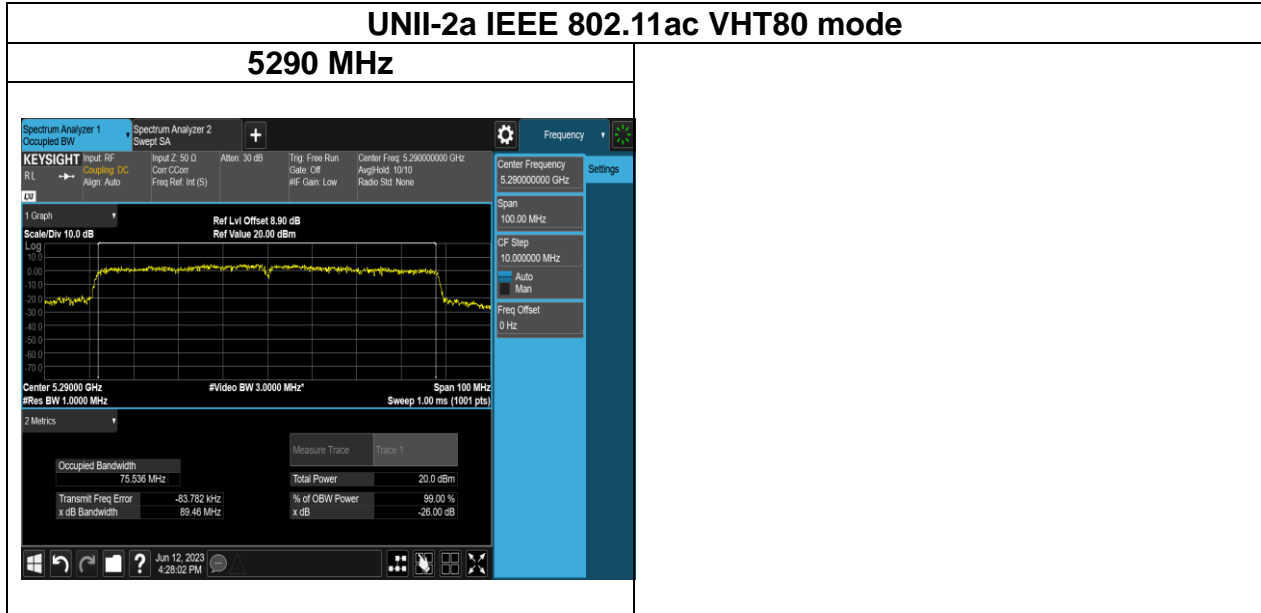 UNII-2a IEEE 802.11ac VHT80 mode
5290 MHz
Spectrum Analyzer 1
Occupied BW
Spectrum Analyzer 2
Swept SA
+
Frequency
KEYSIGHT
RL
LXI
Input: RF
Coupling: DC
Align: Auto
Input Z: 50 Ω
Corr CCorr
Freq Ref: Int (S)
Atten: 30 dB
Trig: Free Run
Gate: Off
#IF Gain: Low
Center Freq: 5.290000000 GHz
Avg|Hold: 10/10
Radio Std: None
Center Frequency
5.290000000 GHz
Settings
Span
100.00 MHz
CF Step
10.000000 MHz
Auto
Man
Freq Offset
0 Hz
1 Graph
Scale/Div 10.0 dB
Ref Lvl Offset 8.90 dB
Ref Value 20.00 dBm
Log
10.0
0.00
-10.0
-20.0
-30.0
-40.0
-50.0
-60.0
-70.0
Center 5.29000 GHz
#Video BW 3.0000 MHz*
Span 100 MHz
#Res BW 1.0000 MHz
Sweep 1.00 ms (1001 pts)
2 Metrics
Measure Trace
Trace 1
Occupied Bandwidth
75.536 MHz
Total Power
20.0 dBm
Transmit Freq Error
-83.782 kHz
% of OBW Power
99.00 %
x dB Bandwidth
89.46 MHz
x dB
-26.00 dB
?
Jun 12, 2023
4:28:02 PM